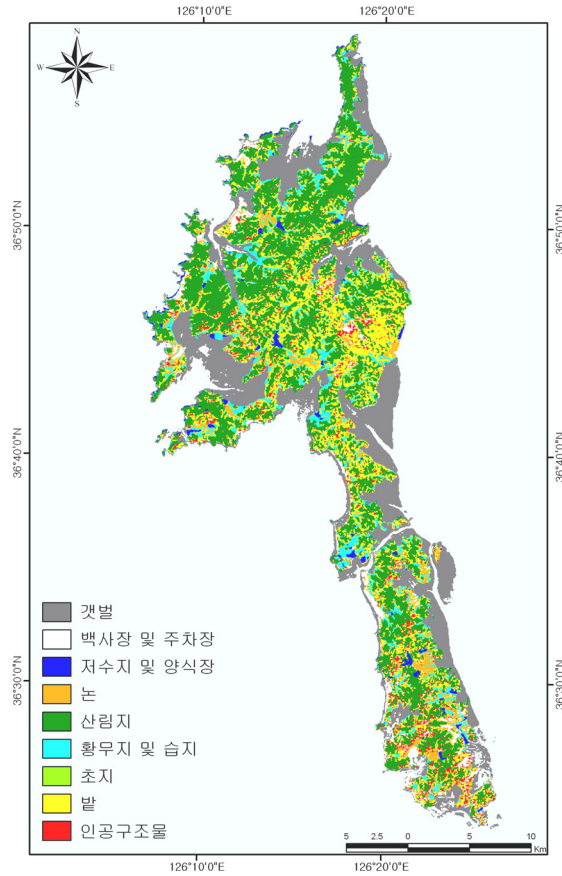 126°10'0"E 126°20'0"E
N
W E
S
36°50'0"N 36°50'0"N
36°40'0"N 36°40'0"N
36°30'0"N 36°30'0"N
갯벌
백사장 및 주차장
저수지 및 양식장
논
산림지
황무지 및 습지
초지
밭
인공구조물
5 2.5 0 5 10
Km
126°10'0"E 126°20'0"E